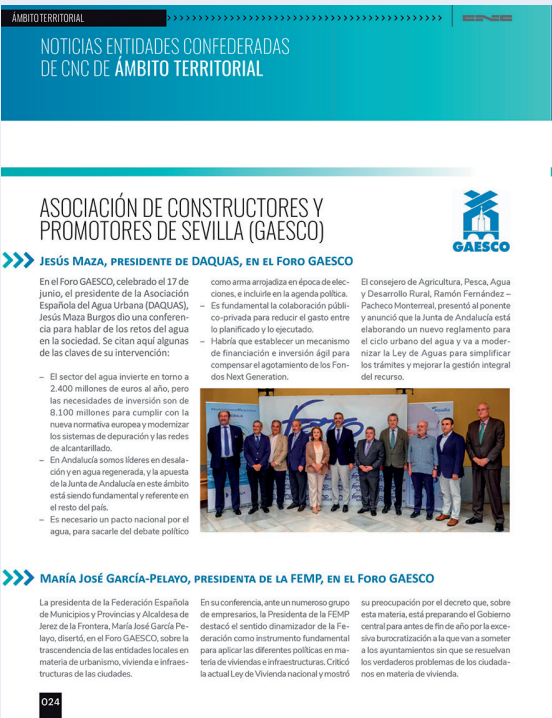 ÁMBITO TERRITORIAL
CNC
NOTICIAS ENTIDADES CONFEDERADAS
DE CNC DE ÁMBITO TERRITORIAL
ASOCIACIÓN DE CONSTRUCTORES Y
PROMOTORES DE SEVILLA (GAESCO)
GAESCO
JESÚS MAZA, PRESIDENTE DE DAQUAS, EN EL FORO GAESCO
En el Foro GAESCO, celebrado el 17 de
junio, el presidente de la Asociación
Española del Agua Urbana (DAQUAS),
Jesús Maza Burgos dio una conferen-
cia para hablar de los retos del agua
en la sociedad. Se citan aquí algunas
de las claves de su intervención:
– El sector del agua invierte en torno a
2.400 millones de euros al año, pero
las necesidades de inversión son de
8.100 millones para cumplir con la
nueva normativa europea y modernizar
los sistemas de depuración y las redes
de alcantarillado.
– En Andalucía somos líderes en desala-
ción y en agua regenerada, y la apuesta
de la Junta de Andalucía en este ámbito
está siendo fundamental y referente en
el resto del país.
– Es necesario un pacto nacional por el
agua, para sacarle del debate político
como arma arrojadiza en época de elec-
ciones, e incluirte en la agenda política.
– Es fundamental la colaboración públi-
co-privada para reducir el gasto entre
lo planificado y lo ejecutado.
– Habría que establecer un mecanismo
de financiación e inversión ágil para
compensar el agotamiento de los Fon-
dos Next Generation.
El consejero de Agricultura, Pesca, Agua
y Desarrollo Rural, Ramón Fernández –
Pacheco Monterreal, presentó al ponente
y anunció que la Junta de Andalucía está
elaborando un nuevo reglamento para
el ciclo urbano del agua y va a moder-
nizar la Ley de Aguas para simplificar
los trámites y mejorar la gestión integral
del recurso.
Foro
MARÍA JOSÉ GARCÍA-PELAYO, PRESIDENTA DE LA FEMP, EN EL FORO GAESCO
La presidenta de la Federación Española
de Municipios y Provincias y Alcaldesa de
Jerez de la Frontera, María José García Pe-
layo, disertó, en el Foro GAESCO, sobre la
trascendencia de las entidades locales en
materia de urbanismo, vivienda e infraes-
tructuras de las ciudades.
En su conferencia, ante un numeroso grupo
de empresarios, la Presidenta de la FEMP
destacó el sentido dinamizador de la Fe-
deración como instrumento fundamental
para aplicar las diferentes políticas en ma-
teria de viviendas e infraestructuras. Criticó
la actual Ley de Vivienda nacional y mostró
su preocupación por el decreto que, sobre
esta materia, está preparando el Gobierno
central para antes de fin de año por la exce-
siva burocratización a la que van a someter
a los ayuntamientos sin que se resuelvan
los verdaderos problemas de los ciudada-
nos en materia de vivienda.
024